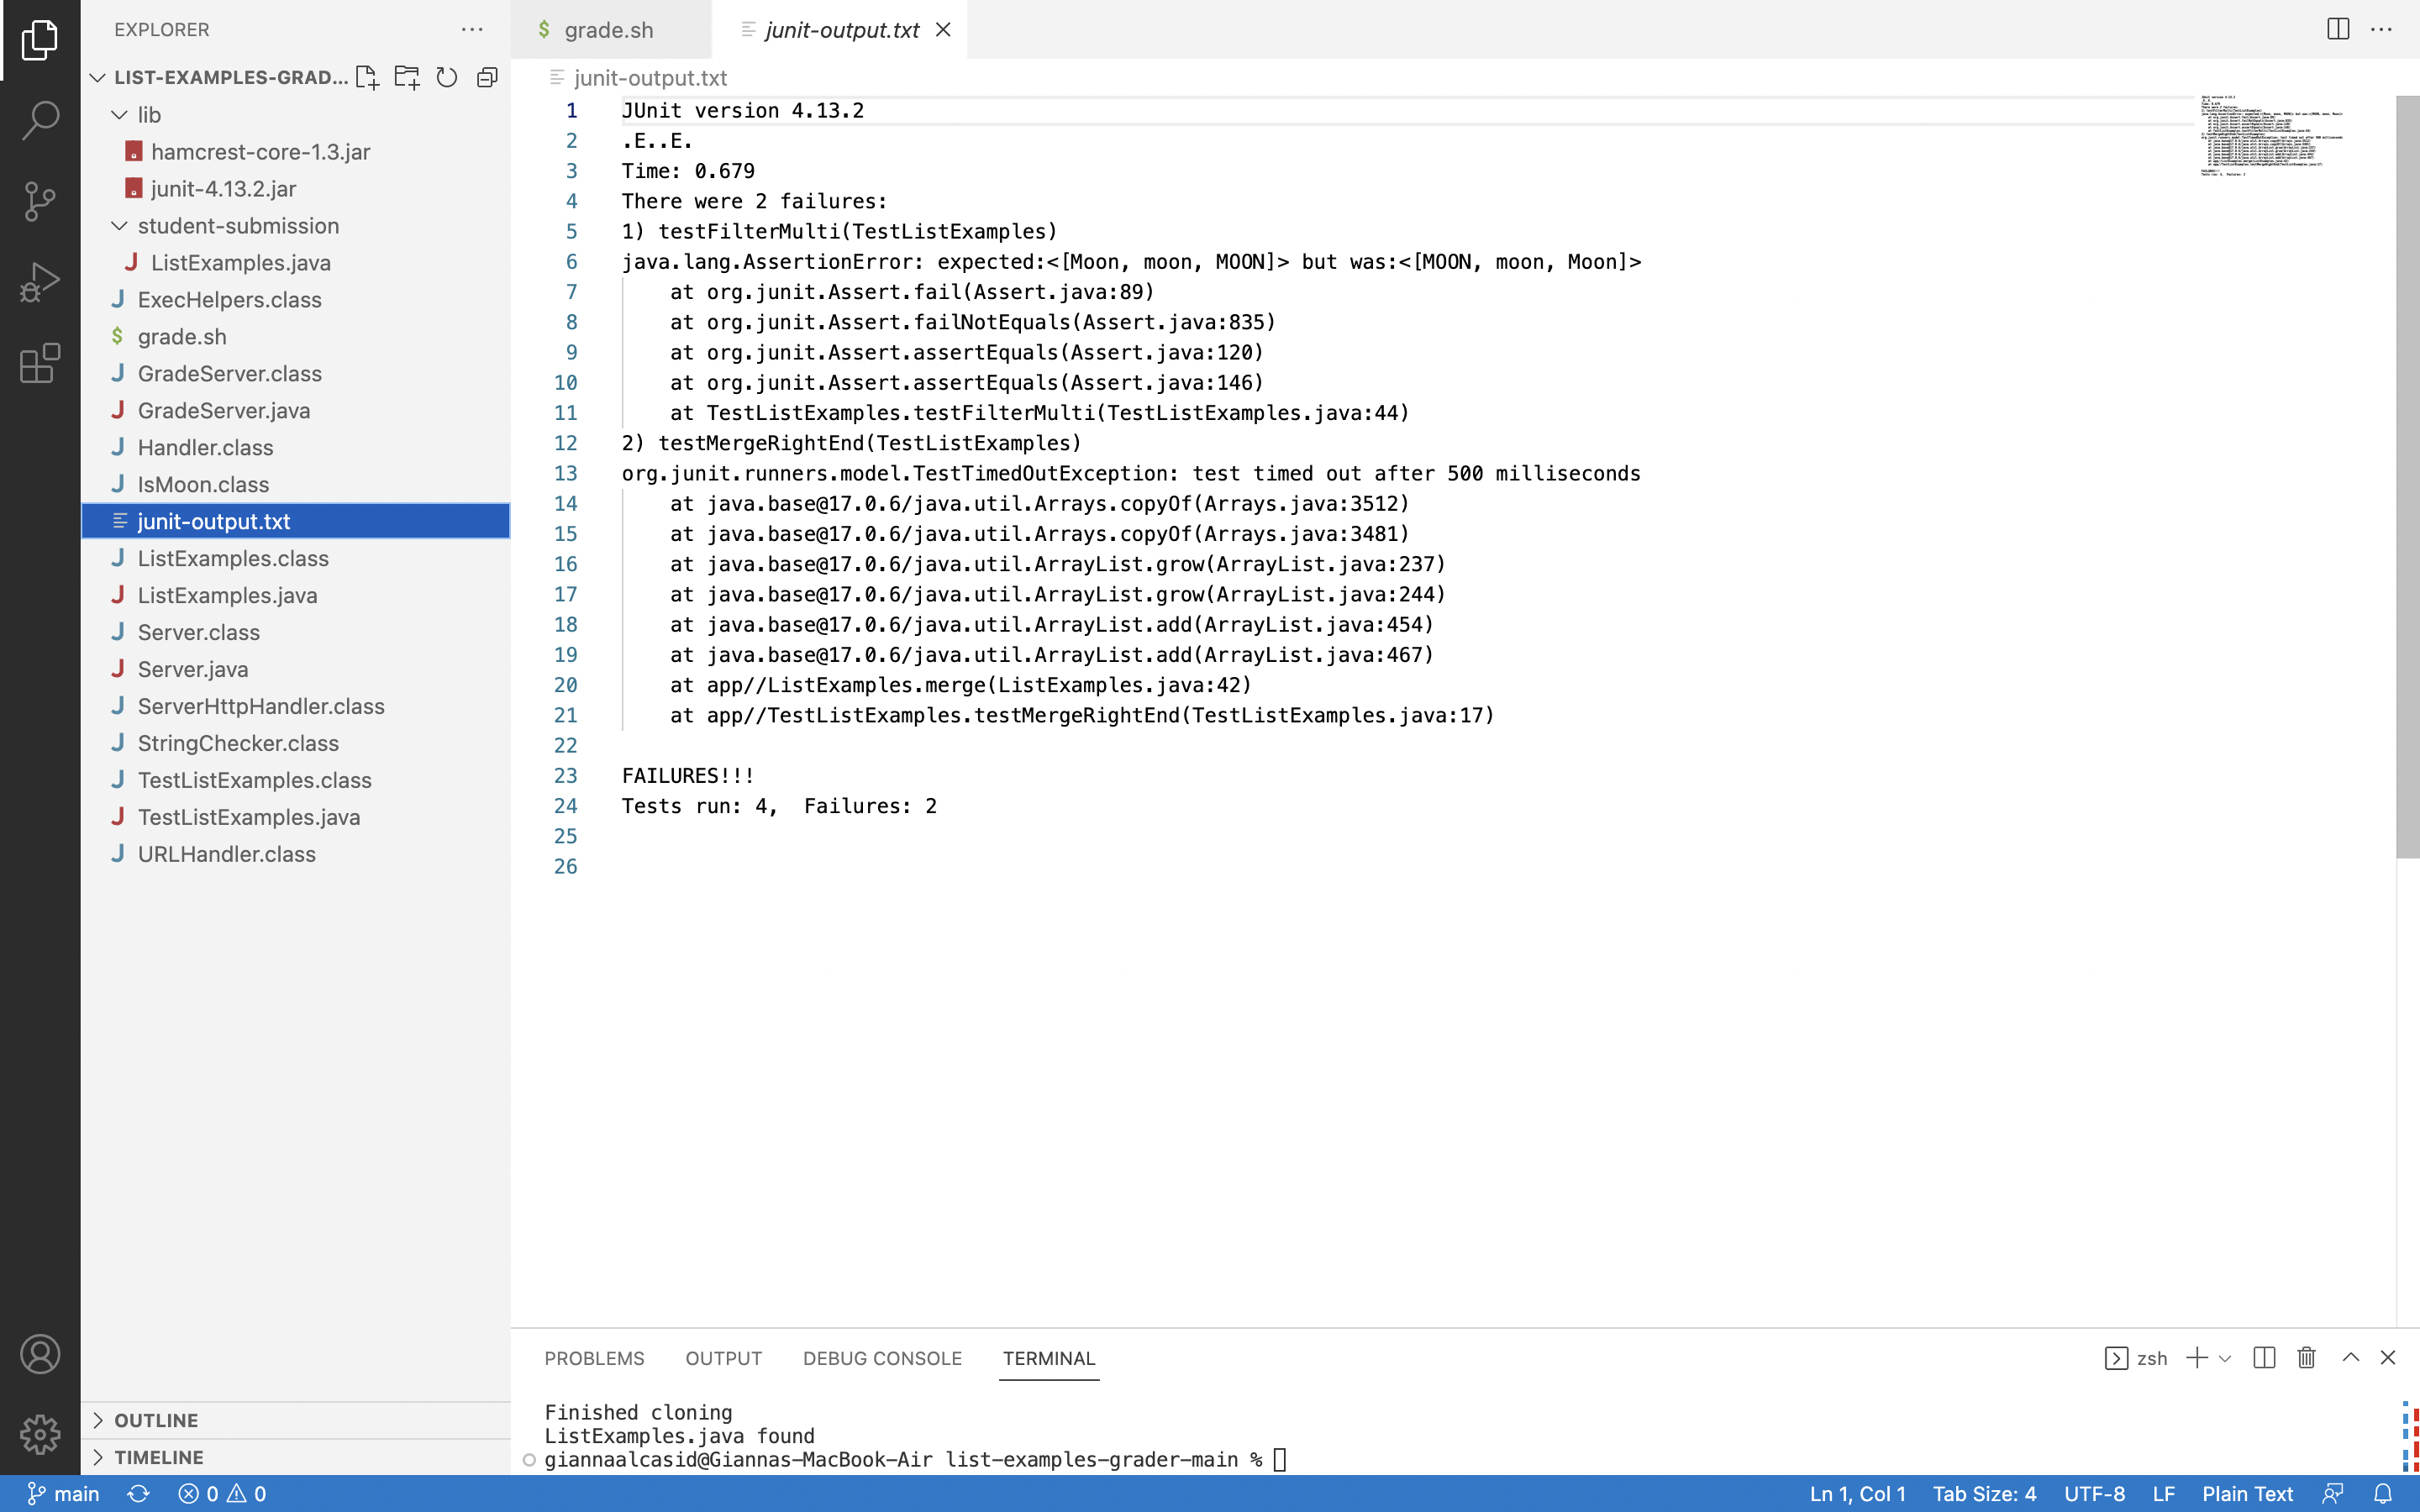 EXPLORER
LIST-EXAMPLES-GRAD...
lib
hamcrest-core-1.3.jar
junit-4.13.2.jar
student-submission
J ListExamples.java
J ExecHelpers.class
$ grade.sh
J GradeServer.class
J GradeServer.java
J Handler.class
J IsMoon.class
junit-output.txt
J ListExamples.class
J ListExamples.java
J Server.class
J Server.java
J ServerHttpHandler.class
J StringChecker.class
J TestListExamples.class
J TestListExamples.java
J URLHandler.class
OUTLINE
TIMELINE
$ grade.sh
junit-output.txt
junit-output.txt
1 JUnit version 4.13.2
2 .E..E.
3 Time: 0.679
4 There were 2 failures:
5 1) testFilterMulti(TestListExamples)
6 java.lang.AssertionError: expected:<[Moon, moon, MOON]> but was:<[MOON, moon, Moon]>
7 at org.junit.Assert.fail(Assert.java:89)
8 at org.junit.Assert.failNotEquals(Assert.java:835)
9 at org.junit.Assert.assertEquals(Assert.java:120)
10 at org.junit.Assert.assertEquals(Assert.java:146)
11 at TestListExamples.testFilterMulti(TestListExamples.java:44)
12 2) testMergeRightEnd(TestListExamples)
13 org.junit.runners.model.TestTimedOutException: test timed out after 500 milliseconds
14 at java.base@17.0.6/java.util.Arrays.copyOf(Arrays.java:3512)
15 at java.base@17.0.6/java.util.Arrays.copyOf(Arrays.java:3481)
16 at java.base@17.0.6/java.util.ArrayList.grow(ArrayList.java:237)
17 at java.base@17.0.6/java.util.ArrayList.grow(ArrayList.java:244)
18 at java.base@17.0.6/java.util.ArrayList.add(ArrayList.java:454)
19 at java.base@17.0.6/java.util.ArrayList.add(ArrayList.java:467)
20 at app//ListExamples.merge(ListExamples.java:42)
21 at app//TestListExamples.testMergeRightEnd(TestListExamples.java:17)
22
23 FAILURES!!!
24 Tests run: 4,  Failures: 2
25
26
PROBLEMS OUTPUT DEBUG CONSOLE TERMINAL
zsh
Finished cloning
ListExamples.java found
giannaalcasid@Giannas-MacBook-Air list-examples-grader-main %
main 0 0 Ln 1, Col 1 Tab Size: 4 UTF-8 LF Plain Text